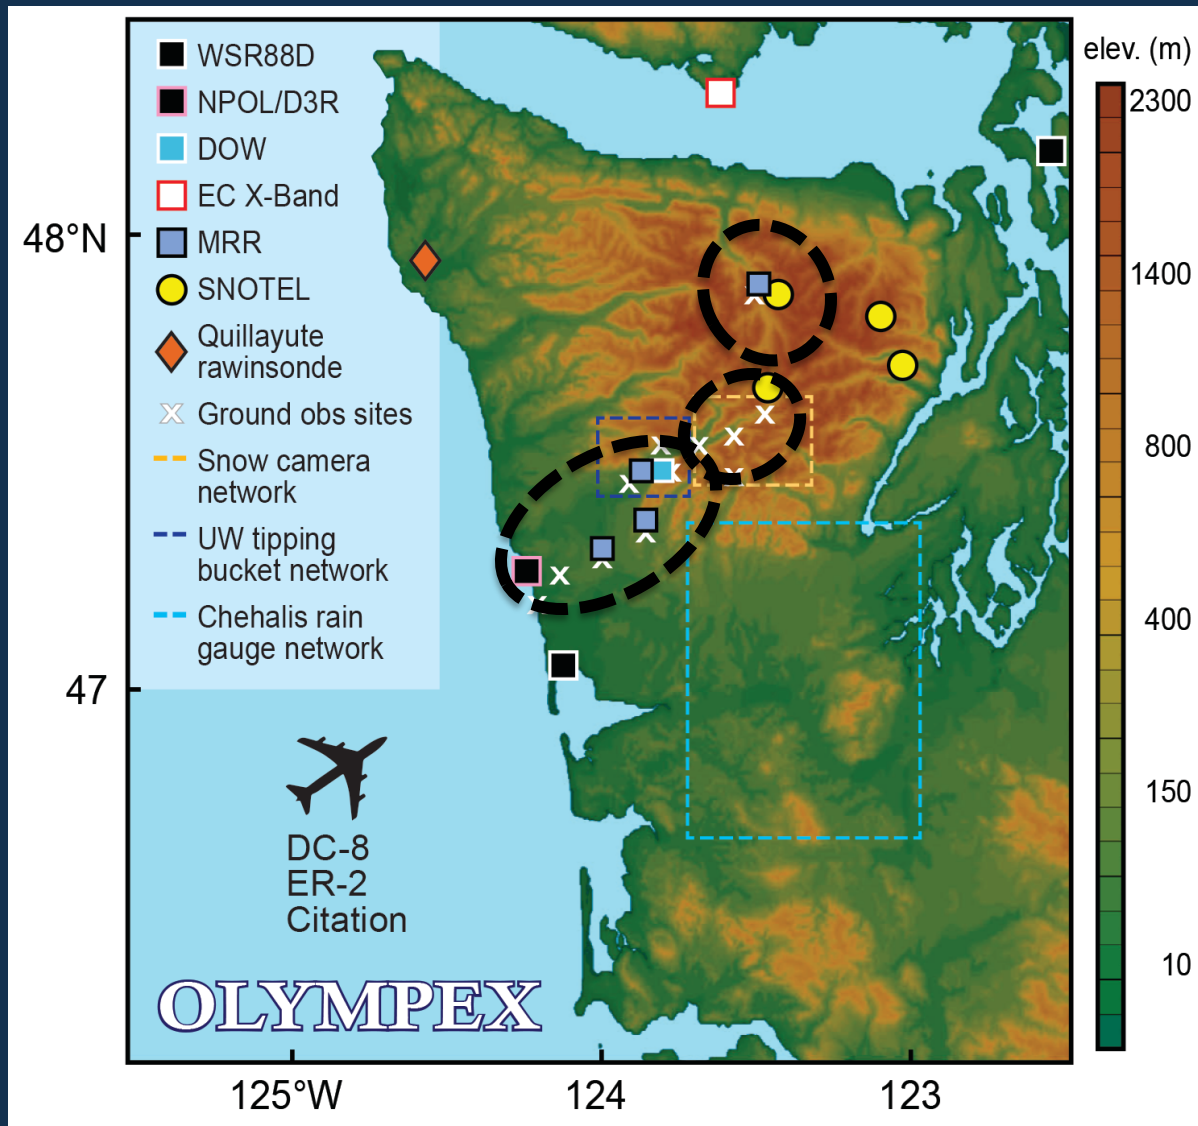 WSR88D
NPOL/D3R
DOW
EC X-Band
MRR
SNOTEL
Quillayute
rawinsonde
x Ground obs sites
Snow camera
network
UW tipping
bucket network
Chehalis rain
gauge network
DC-8
ER-2
Citation
OLYMPEX
48°N
47
125°W
124
123
elev. (m)
2300
1400
800
400
150
10